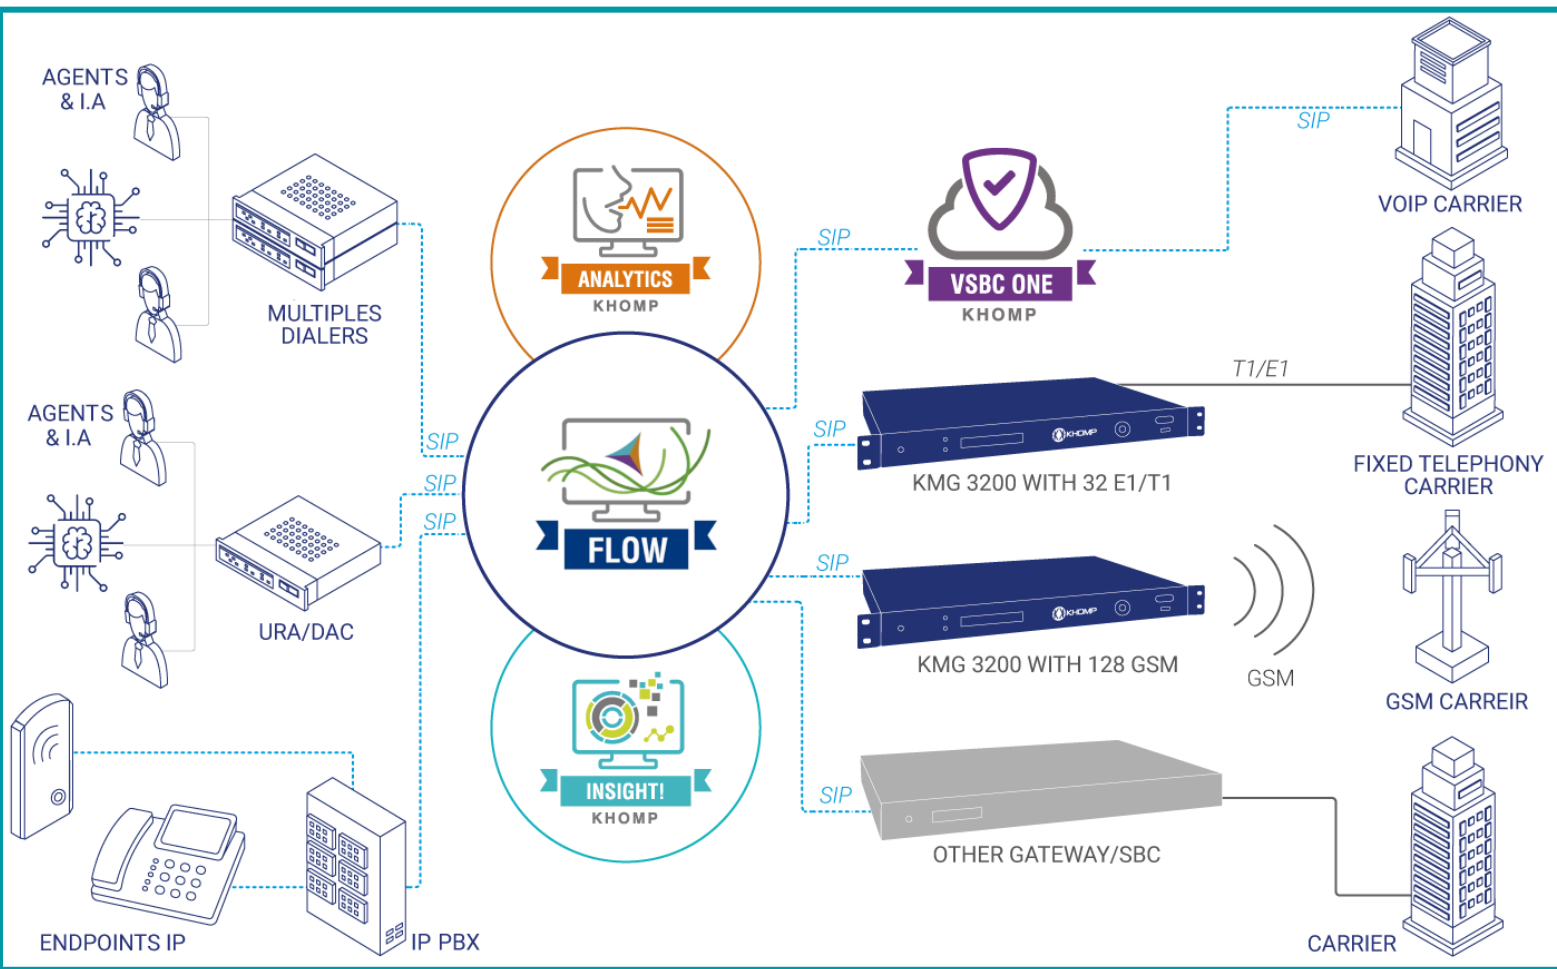 AGENTS
& I.A
MULTIPLES
DIALERS
AGENTS
& I.A
URA/DAC
ENDPOINTS IP
IP PBX
SIP
SIP
SIP
ANALYTICS
KHOMP
FLOW
INSIGHT!
KHOMP
SIP
VSBC ONE
KHOMP
SIP
VOIP CARRIER
SIP
KHOMP
KMG 3200 WITH 32 E1/T1
T1/E1
FIXED TELEPHONY
CARRIER
SIP
KHOMP
KMG 3200 WITH 128 GSM
GSM
GSM CARREIR
SIP
OTHER GATEWAY/SBC
CARRIER